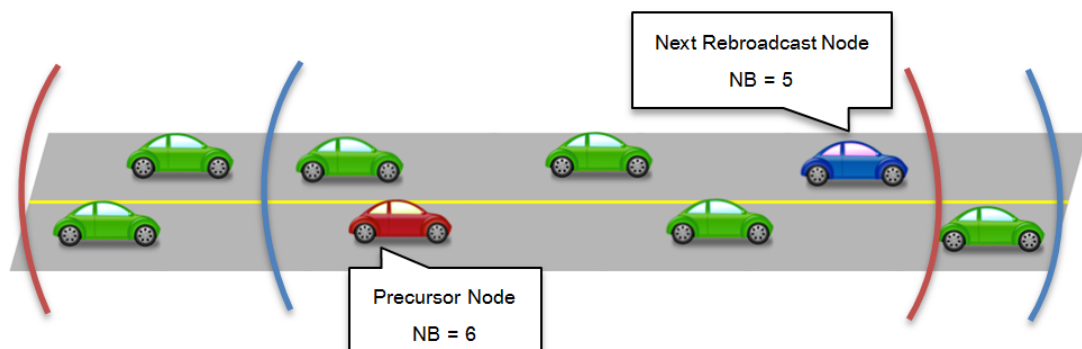 Next Rebroadcast Node
NB = 5
Precursor Node
NB = 6